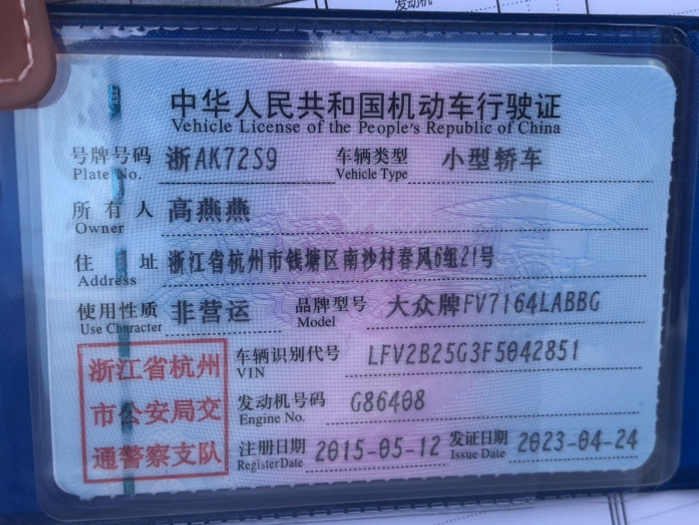 发动机
中华人民共和国机动车行驶证
Vehicle License of the People's Republic of China
号牌号码 浙AK72S9 车辆类型 小型轿车
Plate No. Vehicle Type
所有人 高燕燕
Owner
住址 浙江省杭州市钱塘区南沙村春风6组21号
Address
使用性质 非营运 品牌型号 大众牌FV7164LABBG
Use Character Model
浙江省杭州
市公安局交
通警察支队
车辆识别代号 LFV2B25G3F5042851
VIN
发动机号码 G86408
Engine No.
注册日期 2015-05-12 发证日期 2023-04-24
Register Date Issue Date